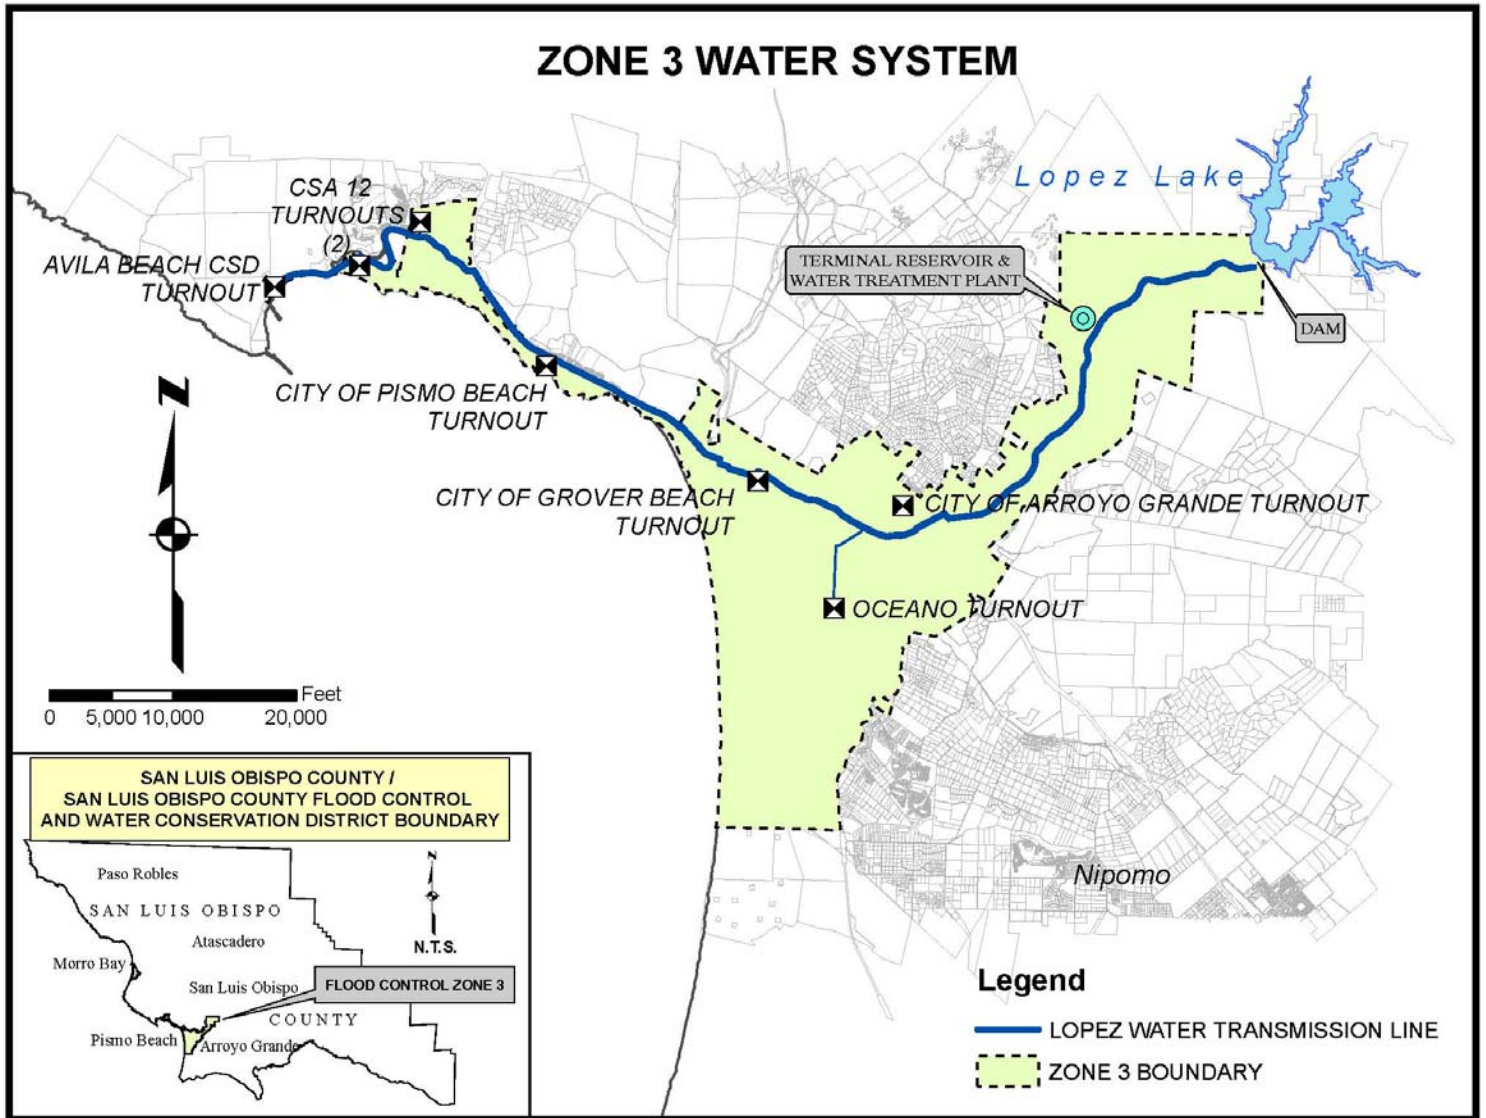 ZONE 3 WATER SYSTEM
Lopez Lake
CSA 12
TURNOUTS
(2)
AVILA BEACH CSD
TURNOUT
TERMINAL RESERVOIR &
WATER TREATMENT PLANT
DAM
CITY OF PISMO BEACH
TURNOUT
CITY OF GROVER BEACH
TURNOUT
CITY OF ARROYO GRANDE TURNOUT
OCEANO TURNOUT
N
Feet
0 5,000 10,000 20,000
Nipomo
SAN LUIS OBISPO COUNTY /
SAN LUIS OBISPO COUNTY FLOOD CONTROL
AND WATER CONSERVATION DISTRICT BOUNDARY
Paso Robles
SAN LUIS OBISPO
Atascadero
Morro Bay
San Luis Obispo
COUNTY
Pismo Beach
Arroyo Grande
N
N.T.S.
FLOOD CONTROL ZONE 3
Legend
LOPEZ WATER TRANSMISSION LINE
ZONE 3 BOUNDARY